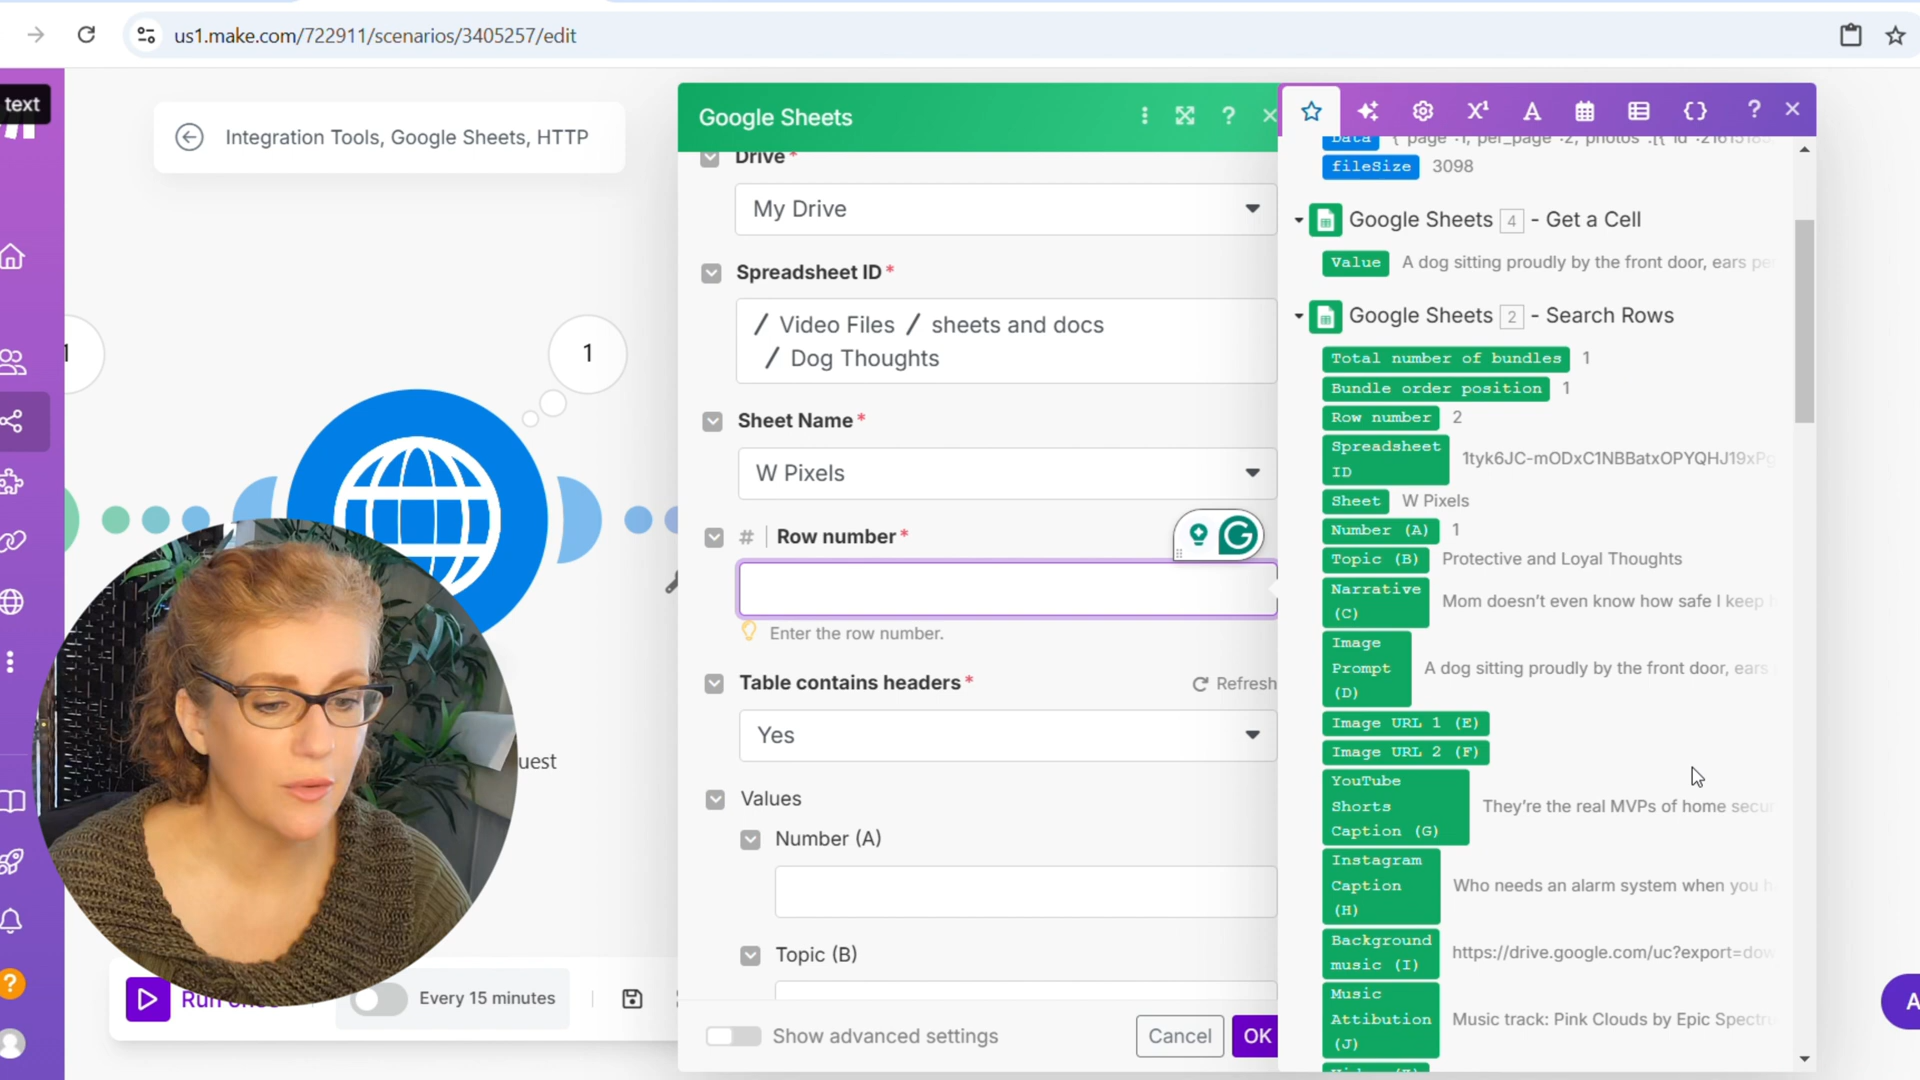 us1.make.com/722911/scenarios/3405257/edit
text
Integration Tools, Google Sheets, HTTP
1
1
uest
Run
Every 15 minutes
Google Sheets
?
Drive *
My Drive
Spreadsheet ID *
/ Video Files / sheets and docs
/ Dog Thoughts
Sheet Name *
W Pixels
# Row number *
Enter the row number.
Table contains headers *
Refresh
Yes
Values
Number (A)
Topic (B)
Show advanced settings
Cancel
OK
data
fileSize 3098
Google Sheets 4 - Get a Cell
Value A dog sitting proudly by the front door, ears
Google Sheets 2 - Search Rows
Total number of bundles 1
Bundle order position 1
Row number 2
Spreadsheet
ID
1tyk6JC-mODxC1NBBatxOPYQHJ19xPg
Sheet W Pixels
Number (A) 1
Topic (B) Protective and Loyal Thoughts
Narrative
(C)
Mom doesn't even know how safe I keep
Image
Prompt
(D)
A dog sitting proudly by the front door, ears
Image URL 1 (E)
Image URL 2 (F)
YouTube
Shorts
Caption (G)
They're the real MVPs of home secu
Instagram
Caption
(H)
Who needs an alarm system when you h
Background
music (I)
https://drive.google.com/uc?export=dow
Music
Attibution
(J)
Music track: Pink Clouds by Epic Spectru
A